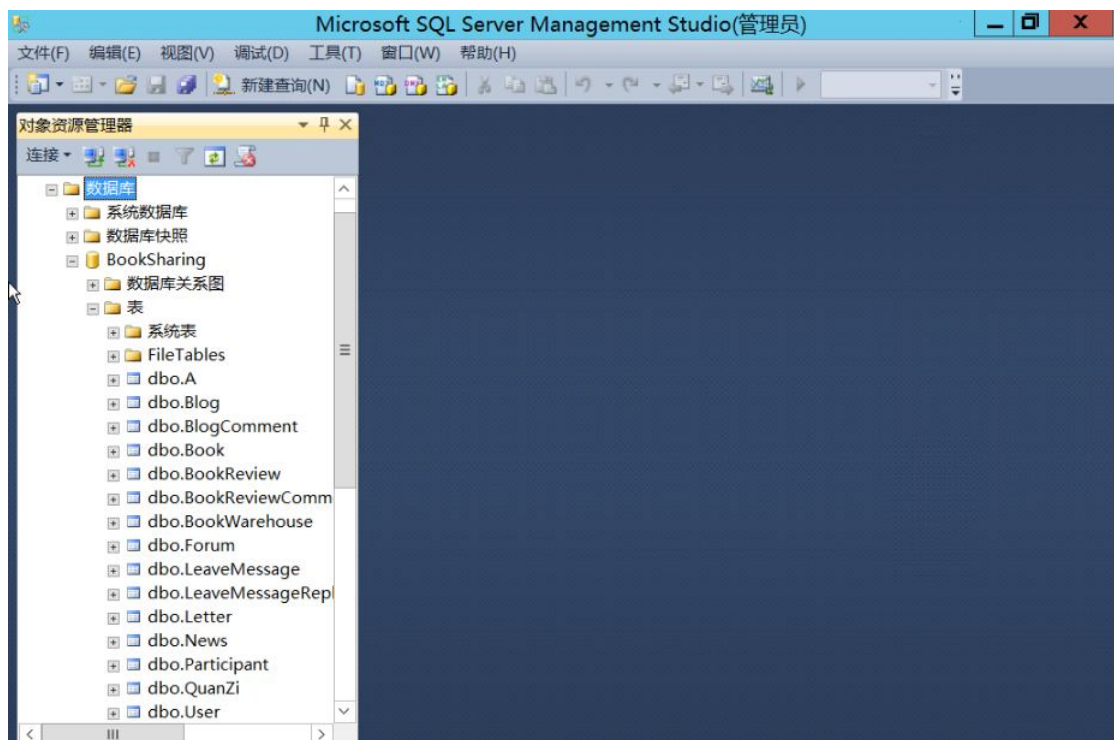 Microsoft SQL Server Management Studio(管理员)
文件(F) 编辑(E) 视图(V) 调试(D) 工具(T) 窗口(W) 帮助(H)
新建查询(N)
对象资源管理器
连接
数据库
系统数据库
数据库快照
BookSharing
数据库关系图
表
系统表
FileTables
dbo.A
dbo.Blog
dbo.BlogComment
dbo.Book
dbo.BookReview
dbo.BookReviewComm
dbo.BookWarehouse
dbo.Forum
dbo.LeaveMessage
dbo.LeaveMessageRepl
dbo.Letter
dbo.News
dbo.Participant
dbo.QuanZi
dbo.User